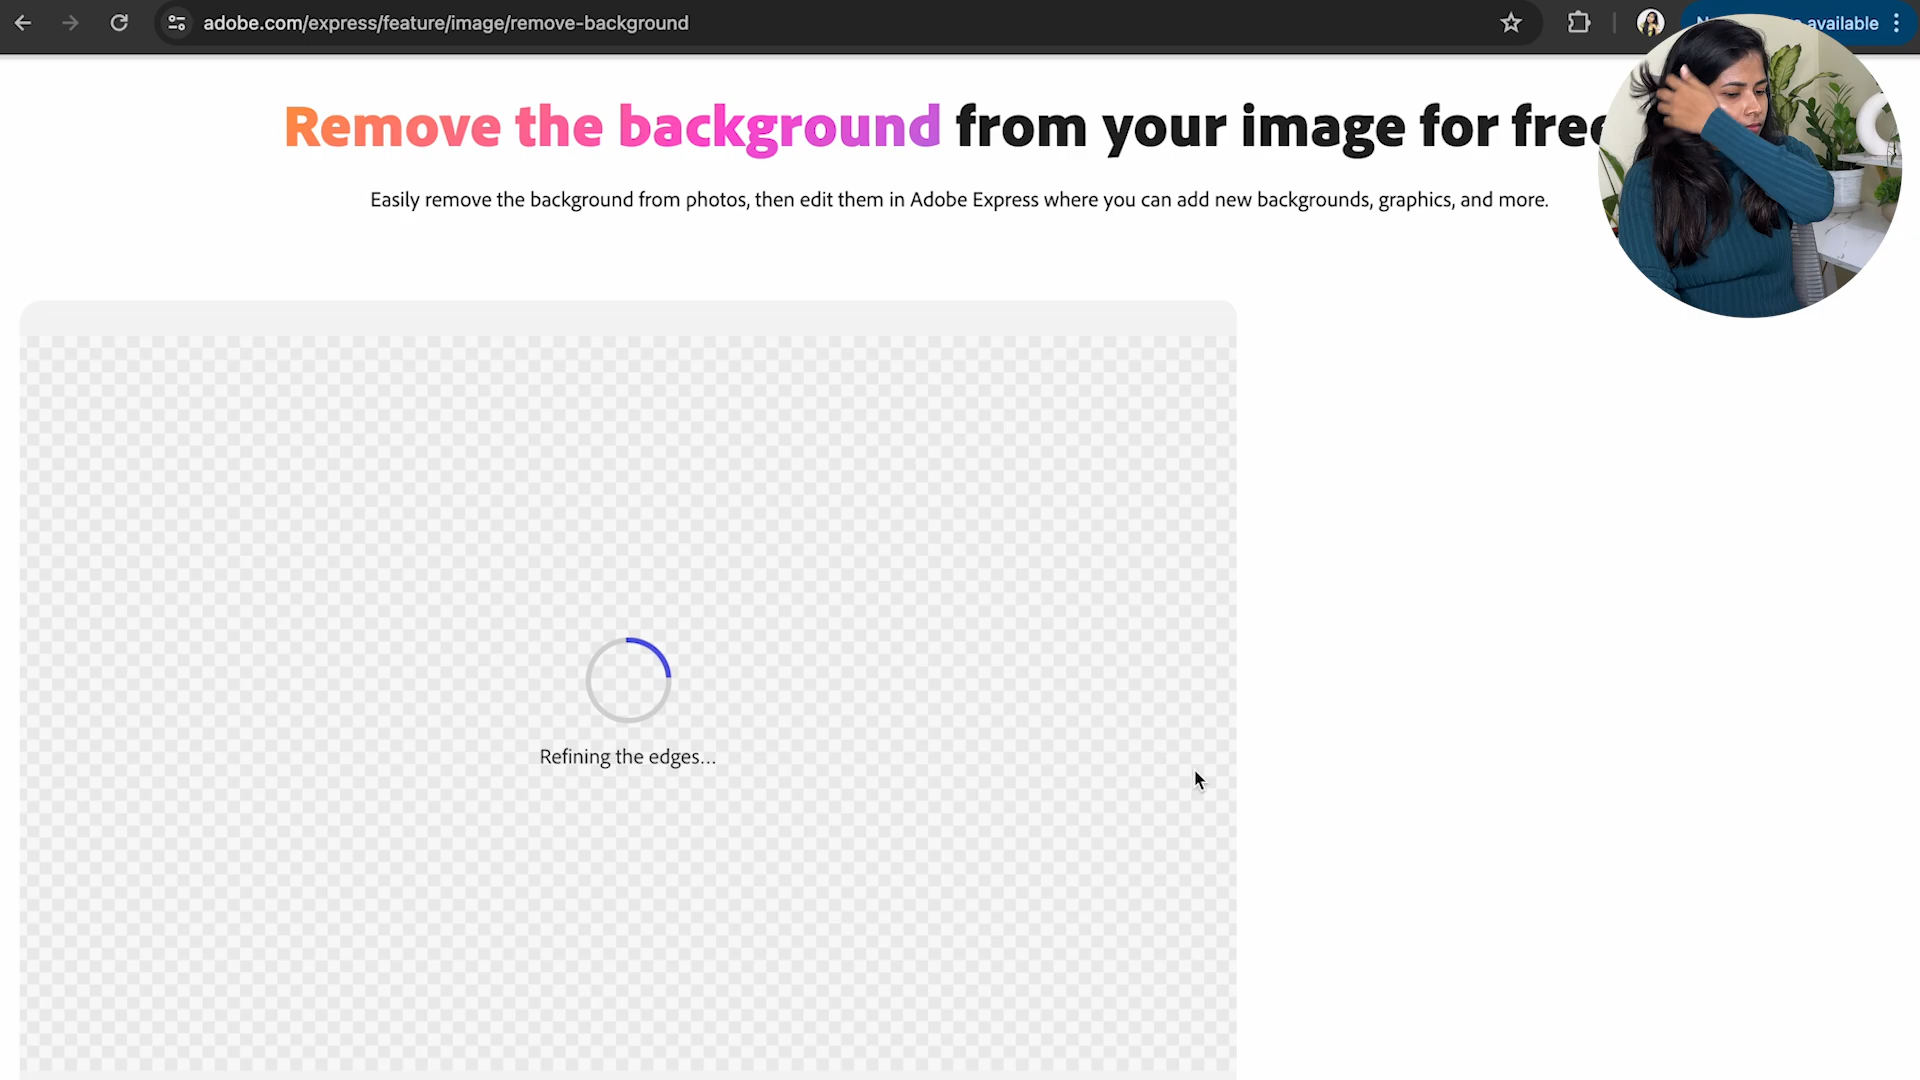 adobe.com/express/feature/image/remove-background
available
Remove the background from your image for free
Easily remove the background from photos, then edit them in Adobe Express where you can add new backgrounds, graphics, and more.
Refining the edges...